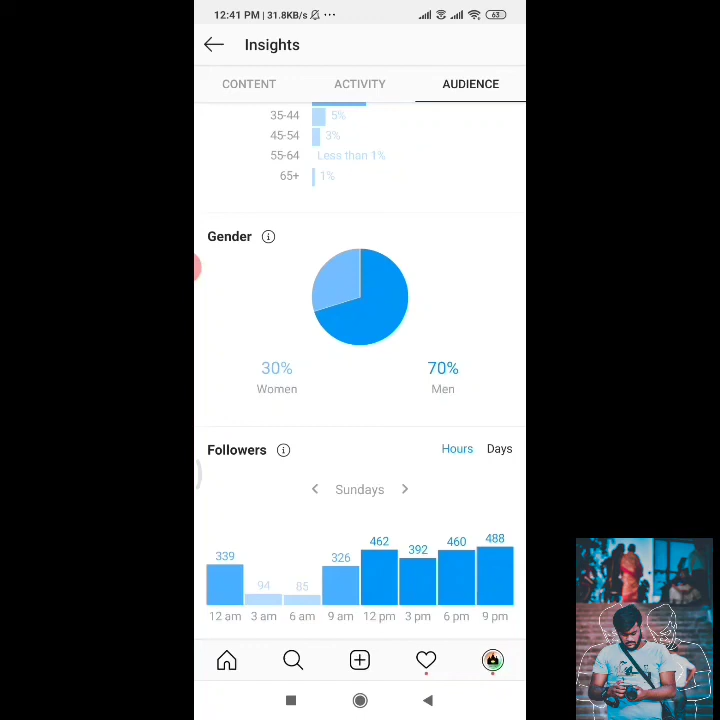 12:41 PM | 31.8KB/s ... 63
Insights
CONTENT ACTIVITY AUDIENCE
35-44 5%
45-54 3%
55-64 Less than 1%
65+ 1%
Gender
30% 70%
Women Men
Followers Hours Days
< Sundays >
339 94 85 326 462 392 460 488
12 am 3 am 6 am 9 am 12 pm 3 pm 6 pm 9 pm